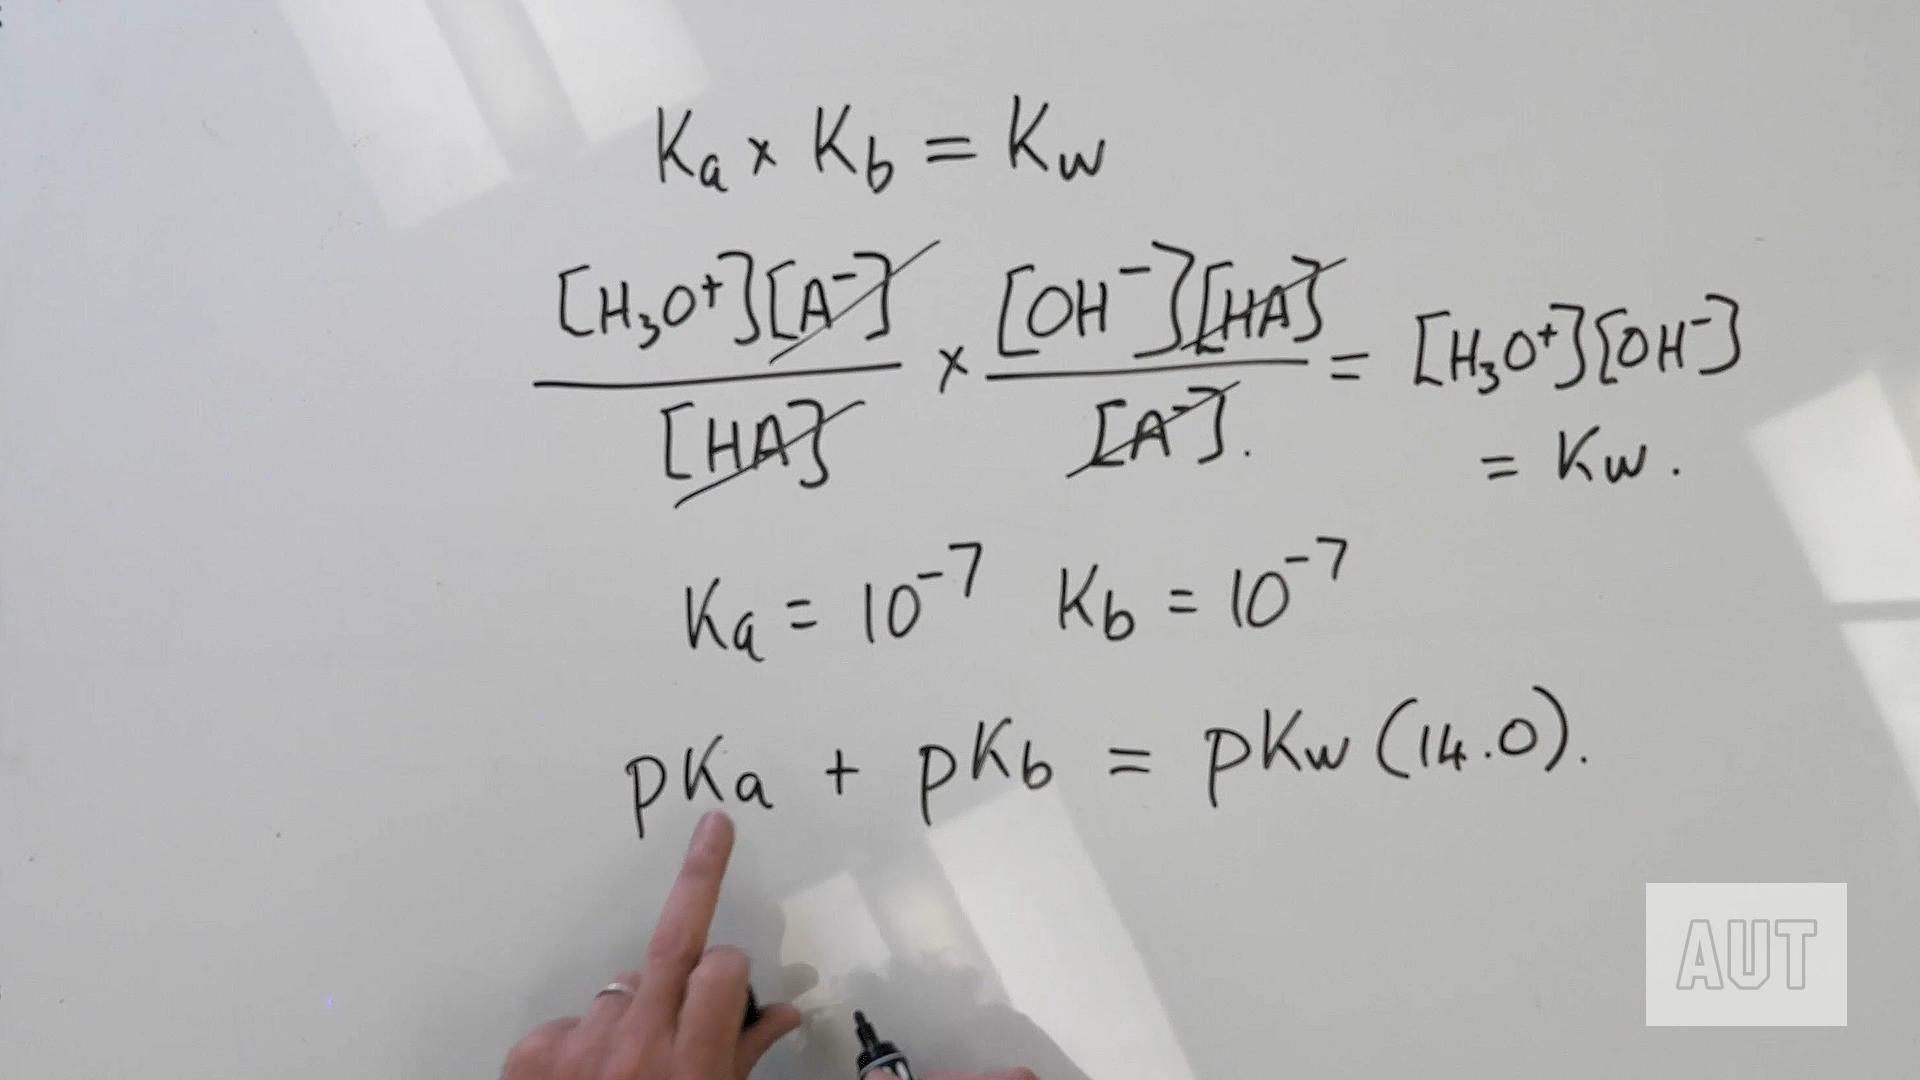 Ka × Kb = Kw
[H₃O⁺][A⁻] / [HA] × [OH⁻][HA] / [A⁻]. = [H₃O⁺][OH⁻]
= Kw.
Ka = 10⁻⁷ Kb = 10⁻⁷
pKa + pKb = pKw (14.0).
AUT